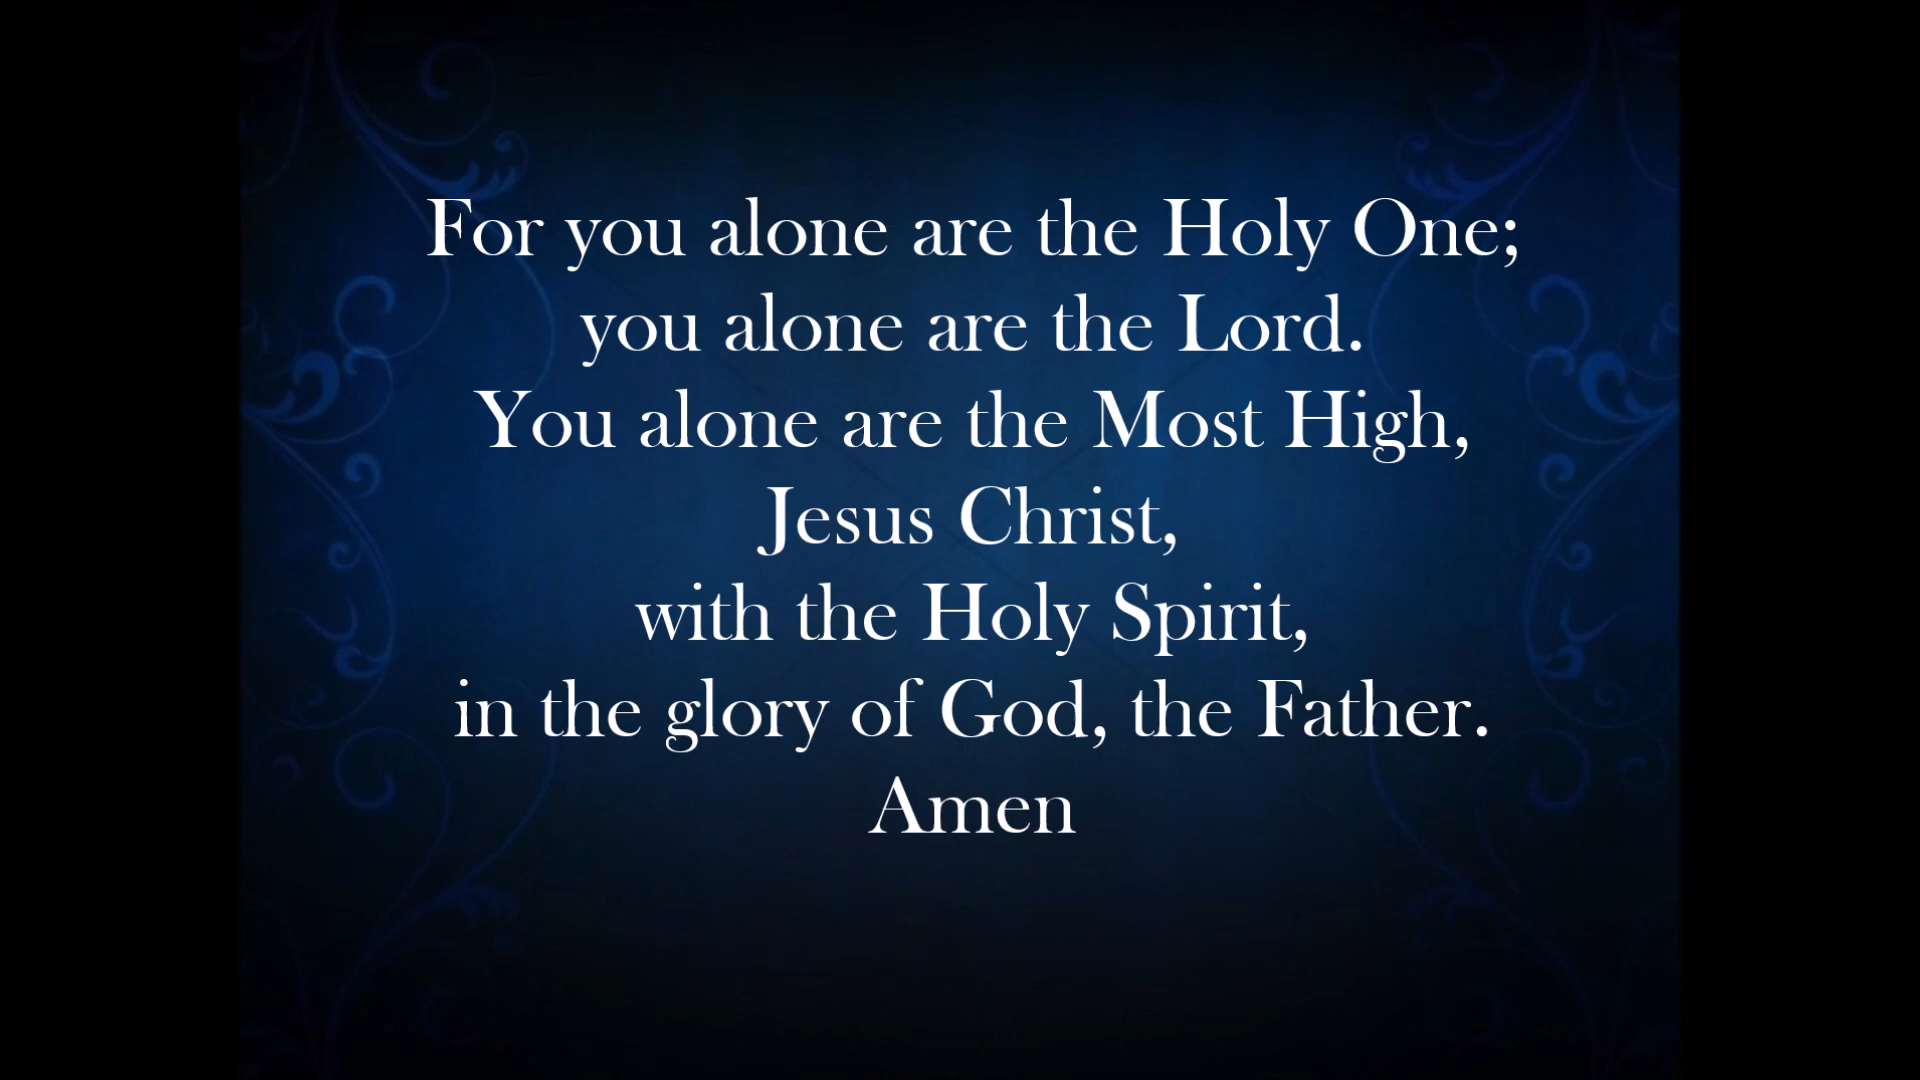 For you alone are the Holy One;
you alone are the Lord.
You alone are the Most High,
Jesus Christ,
with the Holy Spirit,
in the glory of God, the Father.
Amen